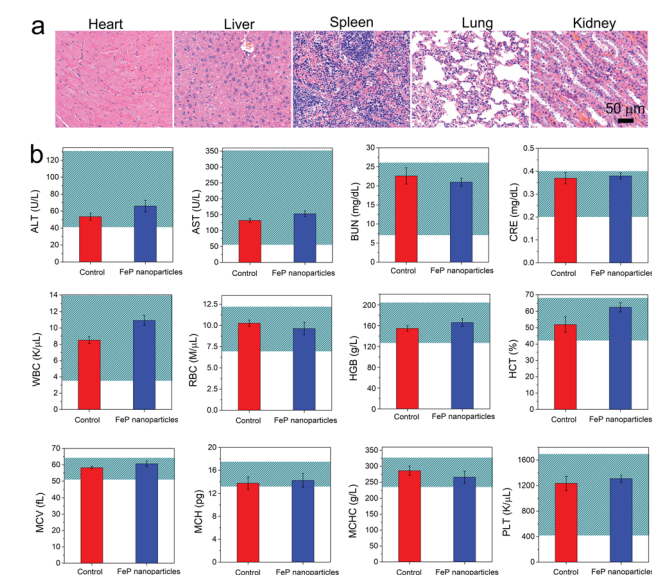 a
Heart Liver Spleen Lung Kidney
50 μm
b
ALT (U/L)
120
100
80
60
40
20
0
Control FeP nanoparticles
AST (U/L)
350
300
250
200
150
100
50
0
Control FeP nanoparticles
BUN (mg/dL)
30
25
20
15
10
5
0
Control FeP nanoparticles
CRE (mg/dL)
0.5
0.4
0.3
0.2
0.1
0.0
Control FeP nanoparticles
WBC (K/μL)
14
12
10
8
6
4
2
0
Control FeP nanoparticles
RBC (M/μL)
12.5
10.0
7.5
5.0
2.5
0.0
Control FeP nanoparticles
HGB (g/L)
200
160
120
80
40
0
Control FeP nanoparticles
HCT (%)
70
60
50
40
30
20
10
0
Control FeP nanoparticles
MCV (fL)
70
60
50
40
30
20
10
0
Control FeP nanoparticles
MCH (pg)
20
15
10
5
0
Control FeP nanoparticles
MCHC (g/L)
350
300
250
200
150
100
50
0
Control FeP nanoparticles
PLT (K/μL)
1600
1200
800
400
0
Control FeP nanoparticles